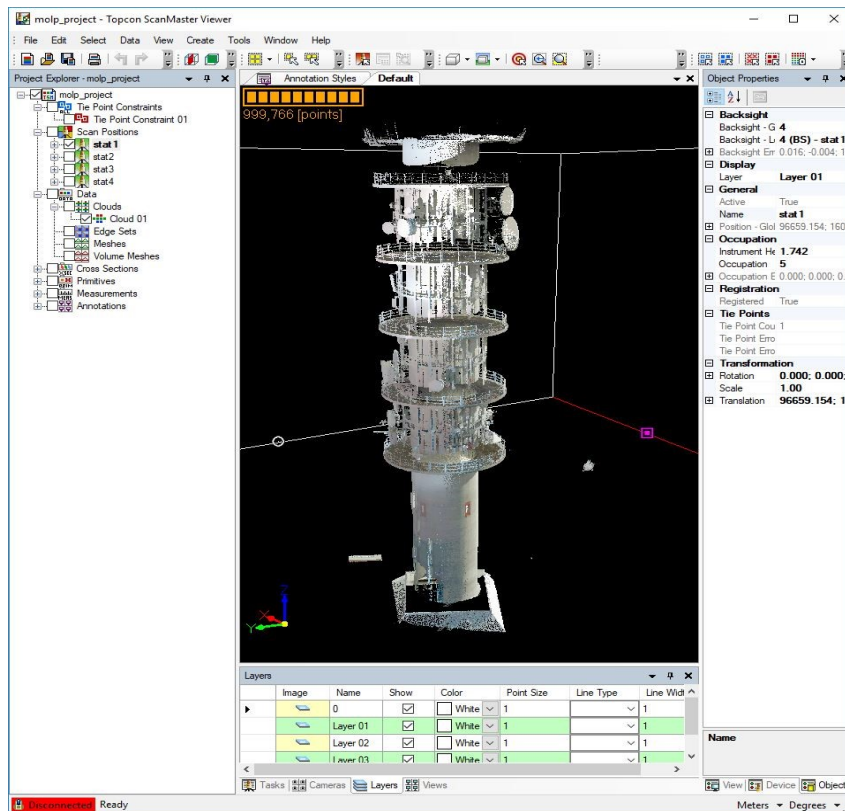 molp_project - Topcon ScanMaster Viewer
File Edit Select Data View Create Tools Window Help
Project Explorer - molp_project
molp_project
Tie Point Constraints
Tie Point Constraint 01
Scan Positions
stat1
stat2
stat3
stat4
Data
Clouds
Cloud 01
Edge Sets
Meshes
Volume Meshes
Cross Sections
Primitives
Measurements
Annotations
Annotation Styles Default
999,766 [points]
Z
X
Y
Layers
Image Name Show Color Point Size Line Type Line Widt
0 White 1 1
Layer 01 White 1 1
Layer 02 White 1 1
Layer 03 White 1 1
Tasks Cameras Layers Views
Object Properties
Backsight
Backsight - G 4
Backsight - L 4 (BS) - stat1
Backsight Err 0.016; -0.004; 1
Display
Layer Layer 01
General
Active True
Name stat1
Position - Glol 96659.154; 160
Occupation
Instrument He 1.742
Occupation 5
Occupation E 0.000; 0.000; 0.
Registration
Registered True
Tie Points
Tie Point Cou 1
Tie Point Erro
Tie Point Erro
Transformation
Rotation 0.000; 0.000;
Scale 1.00
Translation 96659.154; 1
Name
View Device Object
Disconnected Ready
Meters Degrees